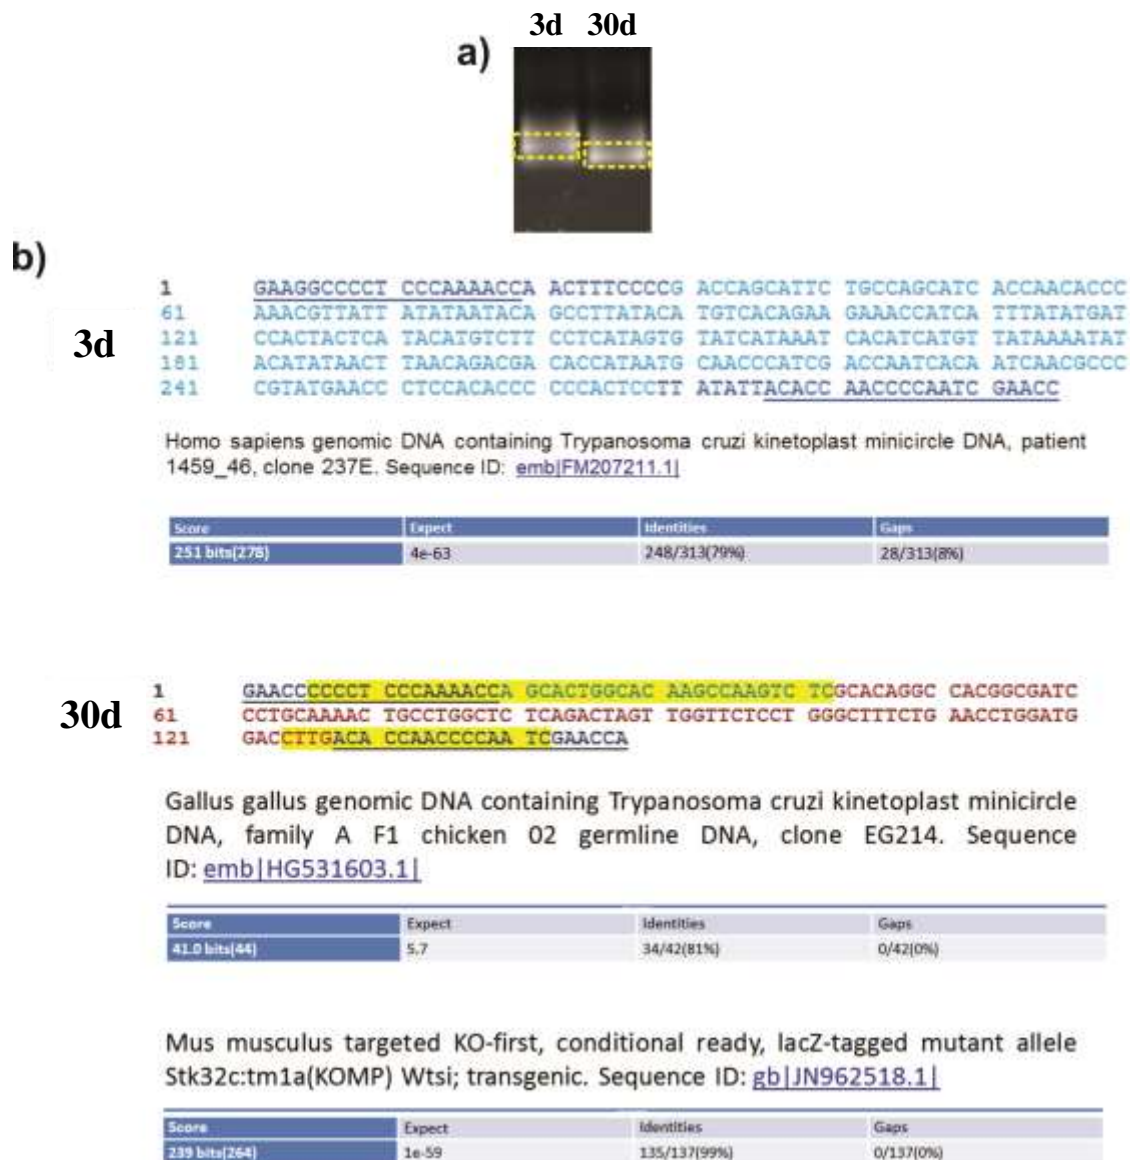 3d 30d
a)
b)
3d
1 GAAGGCCCCT CCCAAAACCA ACTTTCCCCG ACCAGCATTC TGCCAGCATC ACCAACACCC
61 AAACGTTATT ATATAATACA GCCTTATACA TGTCACAGAA GAAACCATCA TTTATATGAT
121 CCACTACTCA TACATGTCTTC CCTCATAGTG TATCATAAAT CACATCATGT TATAAAATAT
181 ACATATAACT TAACAGACGA CACCATAATG CAACCCATCG ACCAATCACA ATCAACGCCC
241 CGTATGAACC CTCCACACCC CCCACTCCTT ATATTACACC AACCCCAATC GAACC
Homo sapiens genomic DNA containing Trypanosoma cruzi kinetoplast minicircle DNA, patient
1459_46, clone 237E. Sequence ID: emb|FM207211.1|
Score Expect Identities Gaps
251 bits(278) 4e-63 248/313(79%) 28/313(8%)
30d
1 GAACCCCCCT CCCAAAACCA GCACTGGCAC AAGCCAAGTC TCGCACAGGC CACGGCGATC
61 CCTGCAAAAC TGCCTGGCTC TCAGACTAGT TGGTTCTCCT GGGCTTTCTG AACCTGGATG
121 GACCTTGACA CCAACCCCAA TCGAACCA
Gallus gallus genomic DNA containing Trypanosoma cruzi kinetoplast minicircle
DNA, family A F1 chicken 02 germline DNA, clone EG214. Sequence
ID: emb|HG531603.1|
Score Expect Identities Gaps
41.0 bits(44) 5.7 34/42(81%) 0/42(0%)
Mus musculus targeted KO-first, conditional ready, lacZ-tagged mutant allele
Stk32c:tm1a(KOMP) Wtsi; transgenic. Sequence ID: gb|JN962518.1|
Score Expect Identities Gaps
239 bits(264) 1e-59 135/137(99%) 0/137(0%)